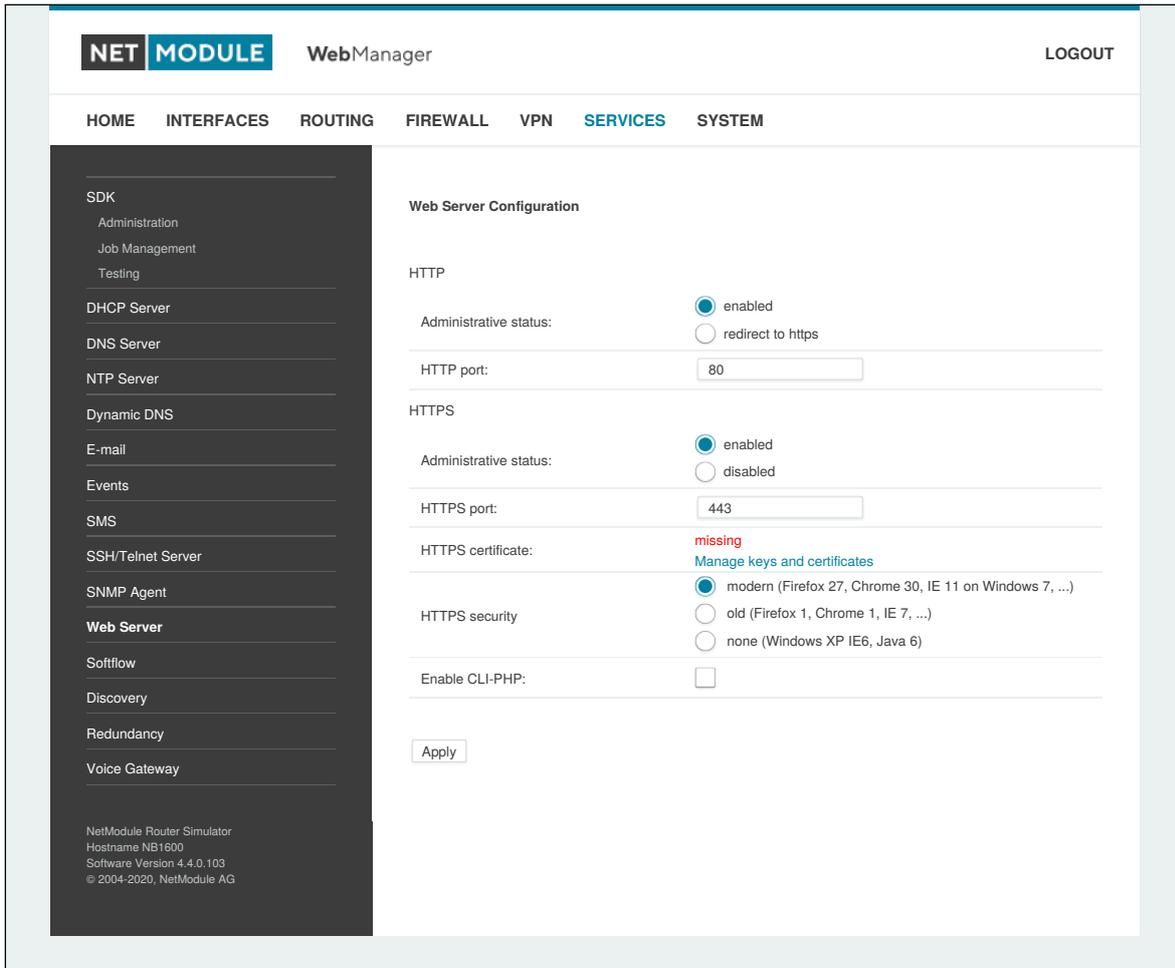 NET MODULE WebManager LOGOUT
HOME INTERFACES ROUTING FIREWALL VPN SERVICES SYSTEM
SDK
Administration
Job Management
Testing
DHCP Server
DNS Server
NTP Server
Dynamic DNS
E-mail
Events
SMS
SSH/Telnet Server
SNMP Agent
Web Server
Softflow
Discovery
Redundancy
Voice Gateway
NetModule Router Simulator
Hostname NB1600
Software Version 4.4.0.103
© 2004-2020, NetModule AG
Web Server Configuration
HTTP
Administrative status:
enabled
redirect to https
HTTP port: 80
HTTPS
Administrative status:
enabled
disabled
HTTPS port: 443
HTTPS certificate:
missing
Manage keys and certificates
HTTPS security
modern (Firefox 27, Chrome 30, IE 11 on Windows 7, ...)
old (Firefox 1, Chrome 1, IE 7, ...)
none (Windows XP IE6, Java 6)
Enable CLI-PHP:
Apply